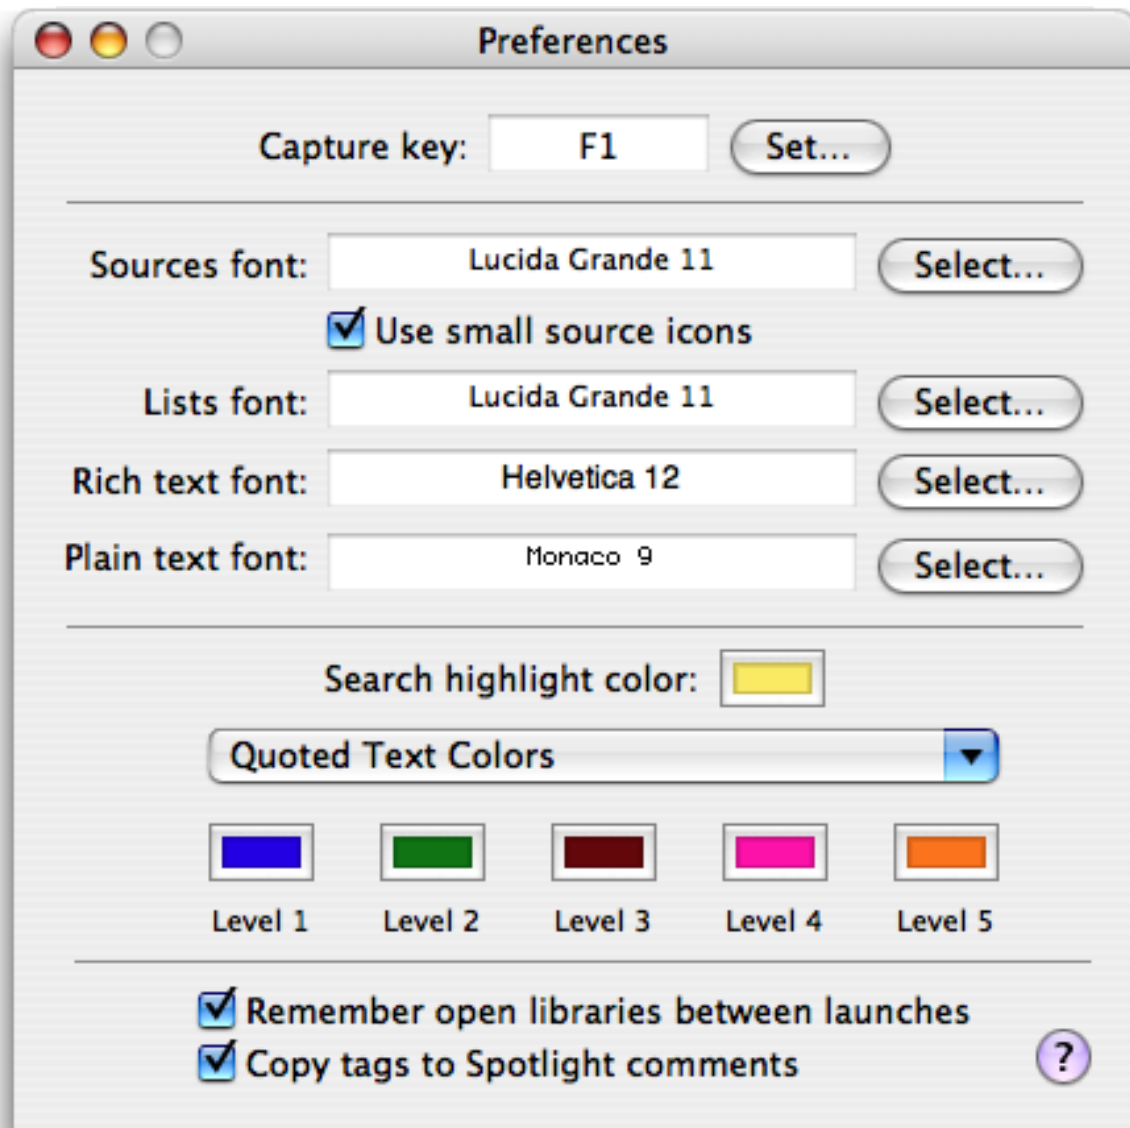 Preferences
Capture key: F1 Set...
Sources font: Lucida Grande 11 Select...
Use small source icons
Lists font: Lucida Grande 11 Select...
Rich text font: Helvetica 12 Select...
Plain text font: Monaco 9 Select...
Search highlight color:
Quoted Text Colors
Level 1 Level 2 Level 3 Level 4 Level 5
Remember open libraries between launches
Copy tags to Spotlight comments
?